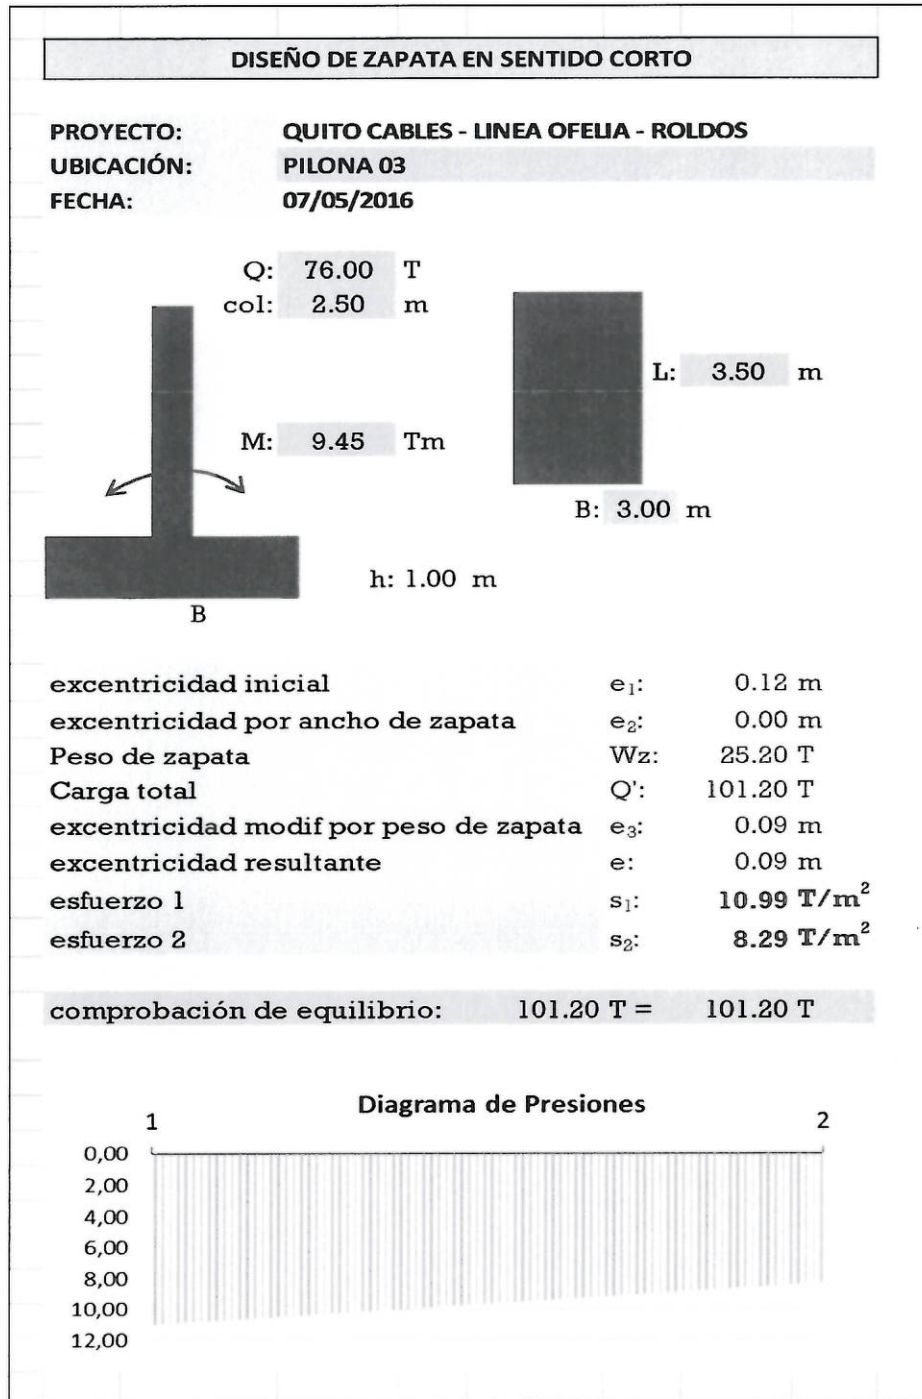 DISEÑO DE ZAPATA EN SENTIDO CORTO
PROYECTO: QUITO CABLES - LINEA OFELIA - ROLDOS
UBICACIÓN: PILONA 03
FECHA: 07/05/2016
Q: 76.00 T
col: 2.50 m
L: 3.50 m
M: 9.45 Tm
B: 3.00 m
h: 1.00 m
B
excentricidad inicial e₁: 0.12 m
excentricidad por ancho de zapata e₂: 0.00 m
Peso de zapata Wz: 25.20 T
Carga total Q': 101.20 T
excentricidad modif por peso de zapata e₃: 0.09 m
excentricidad resultante e: 0.09 m
esfuerzo 1 s₁: 10.99 T/m²
esfuerzo 2 s₂: 8.29 T/m²
comprobación de equilibrio: 101.20 T = 101.20 T
Diagrama de Presiones
1 2
0,00
2,00
4,00
6,00
8,00
10,00
12,00